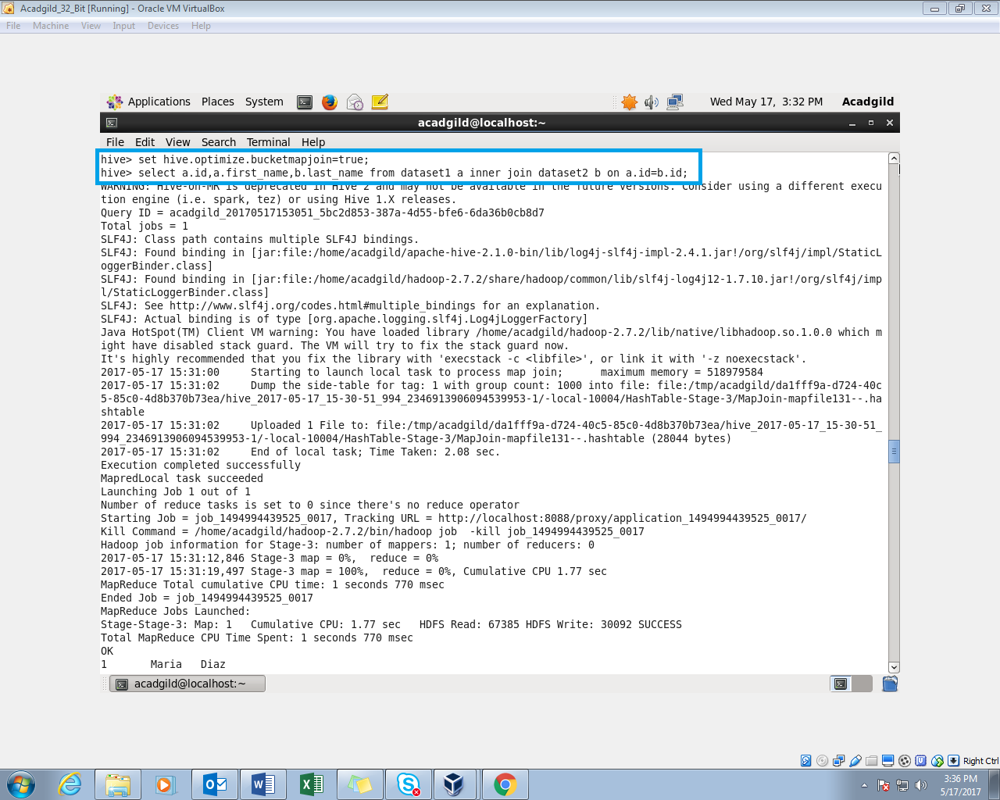 Acadgild_32_Bit [Running] - Oracle VM VirtualBox
File Machine View Input Devices Help
Applications Places System Wed May 17, 3:32 PM Acadgild
acadgild@localhost:~
File Edit View Search Terminal Help
hive> set hive.optimize.bucketmapjoin=true;
hive> select a.id,a.first_name,b.last_name from dataset1 a inner join dataset2 b on a.id=b.id;
WARNING: Hive-on-MR is deprecated in Hive 2 and may not be available in the future versions. Consider using a different execu
tion engine (i.e. spark, tez) or using Hive 1.X releases.
Query ID = acadgild_20170517153051_5bc2d853-387a-4d55-bfe6-6da36b0cb8d7
Total jobs = 1
SLF4J: Class path contains multiple SLF4J bindings.
SLF4J: Found binding in [jar:file:/home/acadgild/apache-hive-2.1.0-bin/lib/log4j-slf4j-impl-2.4.1.jar!/org/slf4j/impl/StaticL
oggerBinder.class]
SLF4J: Found binding in [jar:file:/home/acadgild/hadoop-2.7.2/share/hadoop/common/lib/slf4j-log4j12-1.7.10.jar!/org/slf4j/imp
l/StaticLoggerBinder.class]
SLF4J: See http://www.slf4j.org/codes.html#multiple_bindings for an explanation.
SLF4J: Actual binding is of type [org.apache.logging.slf4j.Log4jLoggerFactory]
Java HotSpot(TM) Client VM warning: You have loaded library /home/acadgild/hadoop-2.7.2/lib/native/libhadoop.so.1.0.0 which m
ight have disabled stack guard. The VM will try to fix the stack guard now.
It's highly recommended that you fix the library with 'execstack -c <libfile>', or link it with '-z noexecstack'.
2017-05-17 15:31:00 Starting to launch local task to process map join; maximum memory = 518979584
2017-05-17 15:31:02 Dump the side-table for tag: 1 with group count: 1000 into file: file:/tmp/acadgild/da1fff9a-d724-40c
5-85c0-4d8b370b73ea/hive_2017-05-17_15-30-51_994_2346913906094539953-1/-local-10004/HashTable-Stage-3/MapJoin-mapfile131--.ha
shtable
2017-05-17 15:31:02 Uploaded 1 File to: file:/tmp/acadgild/da1fff9a-d724-40c5-85c0-4d8b370b73ea/hive_2017-05-17_15-30-51_
994_2346913906094539953-1/-local-10004/HashTable-Stage-3/MapJoin-mapfile131--.hashtable (28044 bytes)
2017-05-17 15:31:02 End of local task; Time Taken: 2.08 sec.
Execution completed successfully
MapredLocal task succeeded
Launching Job 1 out of 1
Number of reduce tasks is set to 0 since there's no reduce operator
Starting Job = job_1494994439525_0017, Tracking URL = http://localhost:8088/proxy/application_1494994439525_0017/
Kill Command = /home/acadgild/hadoop-2.7.2/bin/hadoop job -kill job_1494994439525_0017
Hadoop job information for Stage-3: number of mappers: 1; number of reducers: 0
2017-05-17 15:31:12,846 Stage-3 map = 0%, reduce = 0%
2017-05-17 15:31:19,497 Stage-3 map = 100%, reduce = 0%, Cumulative CPU 1.77 sec
MapReduce Total cumulative CPU time: 1 seconds 770 msec
Ended Job = job_1494994439525_0017
MapReduce Jobs Launched:
Stage-Stage-3: Map: 1 Cumulative CPU: 1.77 sec HDFS Read: 67385 HDFS Write: 30092 SUCCESS
Total MapReduce CPU Time Spent: 1 seconds 770 msec
OK
1 Maria Diaz
acadgild@localhost:~
Right Ctrl
3:36 PM
5/17/2017